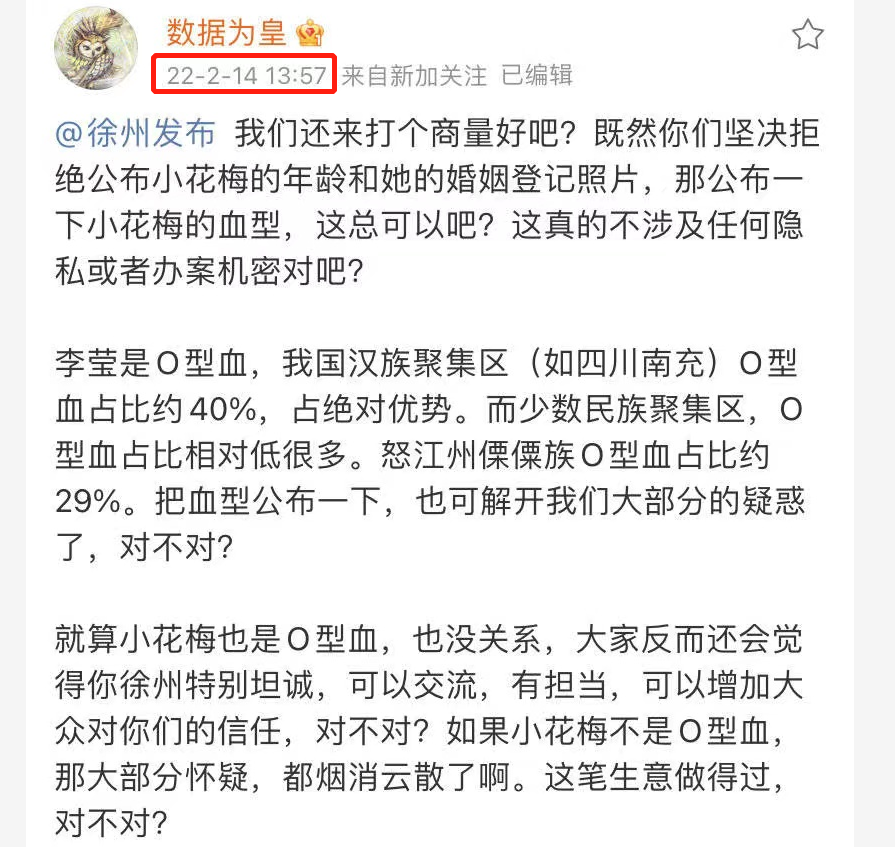 数据为皇
22-2-14 13:57 来自新加关注 已编辑
@徐州发布 我们还来打个商量好吧？既然你们坚决拒
绝公布小花梅的年龄和她的婚姻登记照片，那公布一
下小花梅的血型，这总可以吧？这真的不涉及任何隐
私或者办案机密对吧？
李莹是O型血，我国汉族聚集区（如四川南充）O型
血占比约40%，占绝对优势。而少数民族聚集区，O
型血占比相对低很多。怒江州傈僳族O型血占比约
29%。把血型公布一下，也可解开我们大部分的疑惑
了，对不对？
就算小花梅也是O型血，也没关系，大家反而还会觉
得你徐州特别坦诚，可以交流，有担当，可以增加大
众对你们的信任，对不对？如果小花梅不是O型血，
那大部分怀疑，都烟消云散了啊。这笔生意做得过，
对不对？